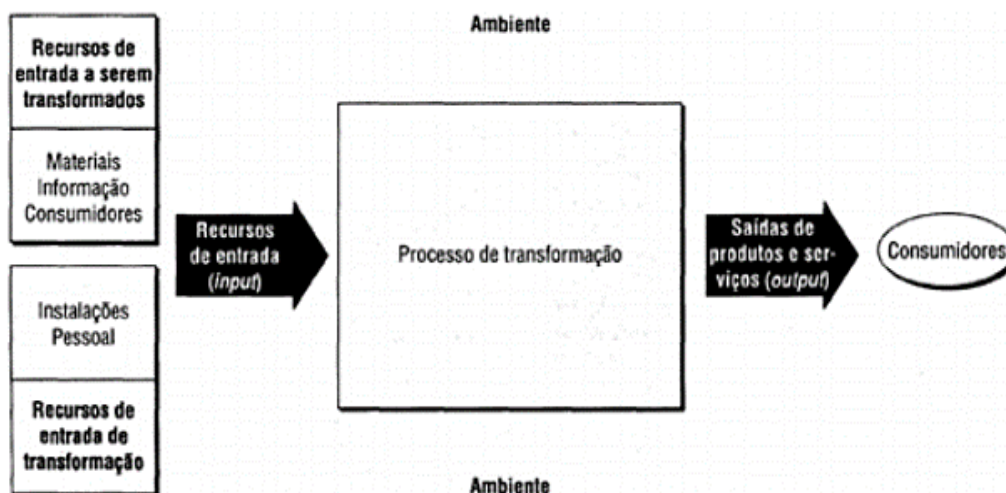 Ambiente
Recursos de
entrada a serem
transformados
Materiais
Informação
Consumidores
Instalações
Pessoal
Recursos de
entrada de
transformação
Recursos
de entrada
(input)
Processo de transformação
Saídas de
produtos e ser-
viços (output)
Consumidores
Ambiente